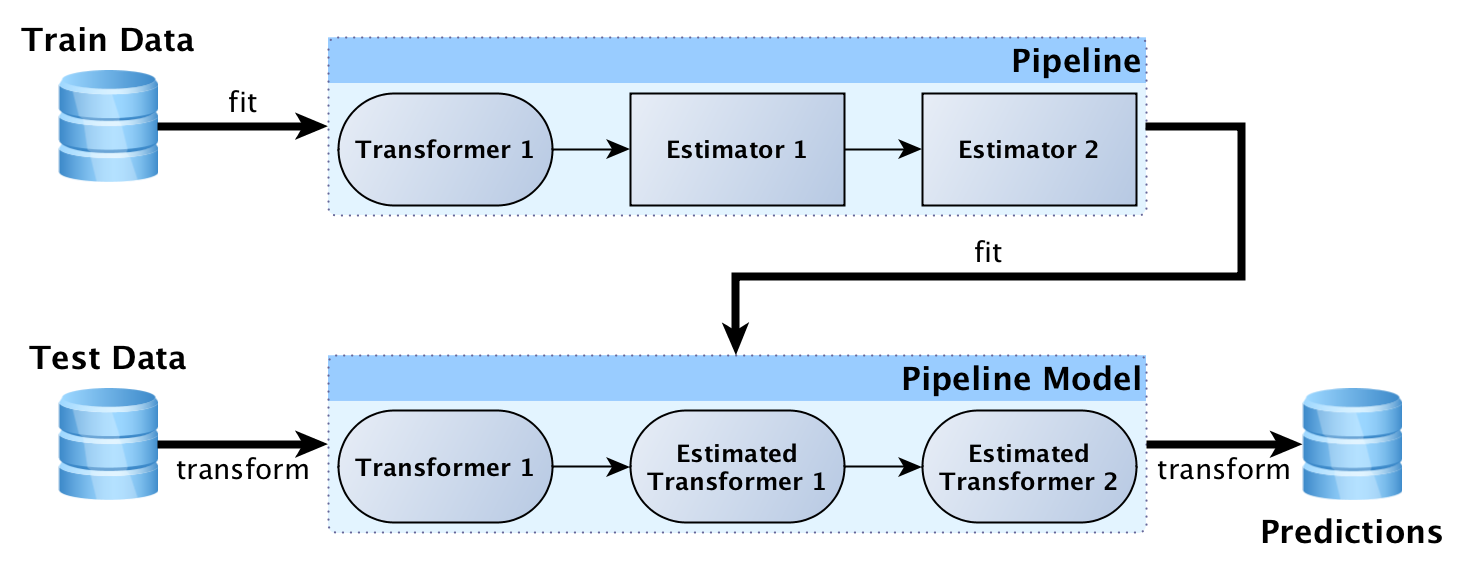 Train Data
fit
Pipeline
Transformer 1
Estimator 1
Estimator 2
fit
Test Data
transform
Pipeline Model
Transformer 1
Estimated
Transformer 1
Estimated
Transformer 2
transform
Predictions